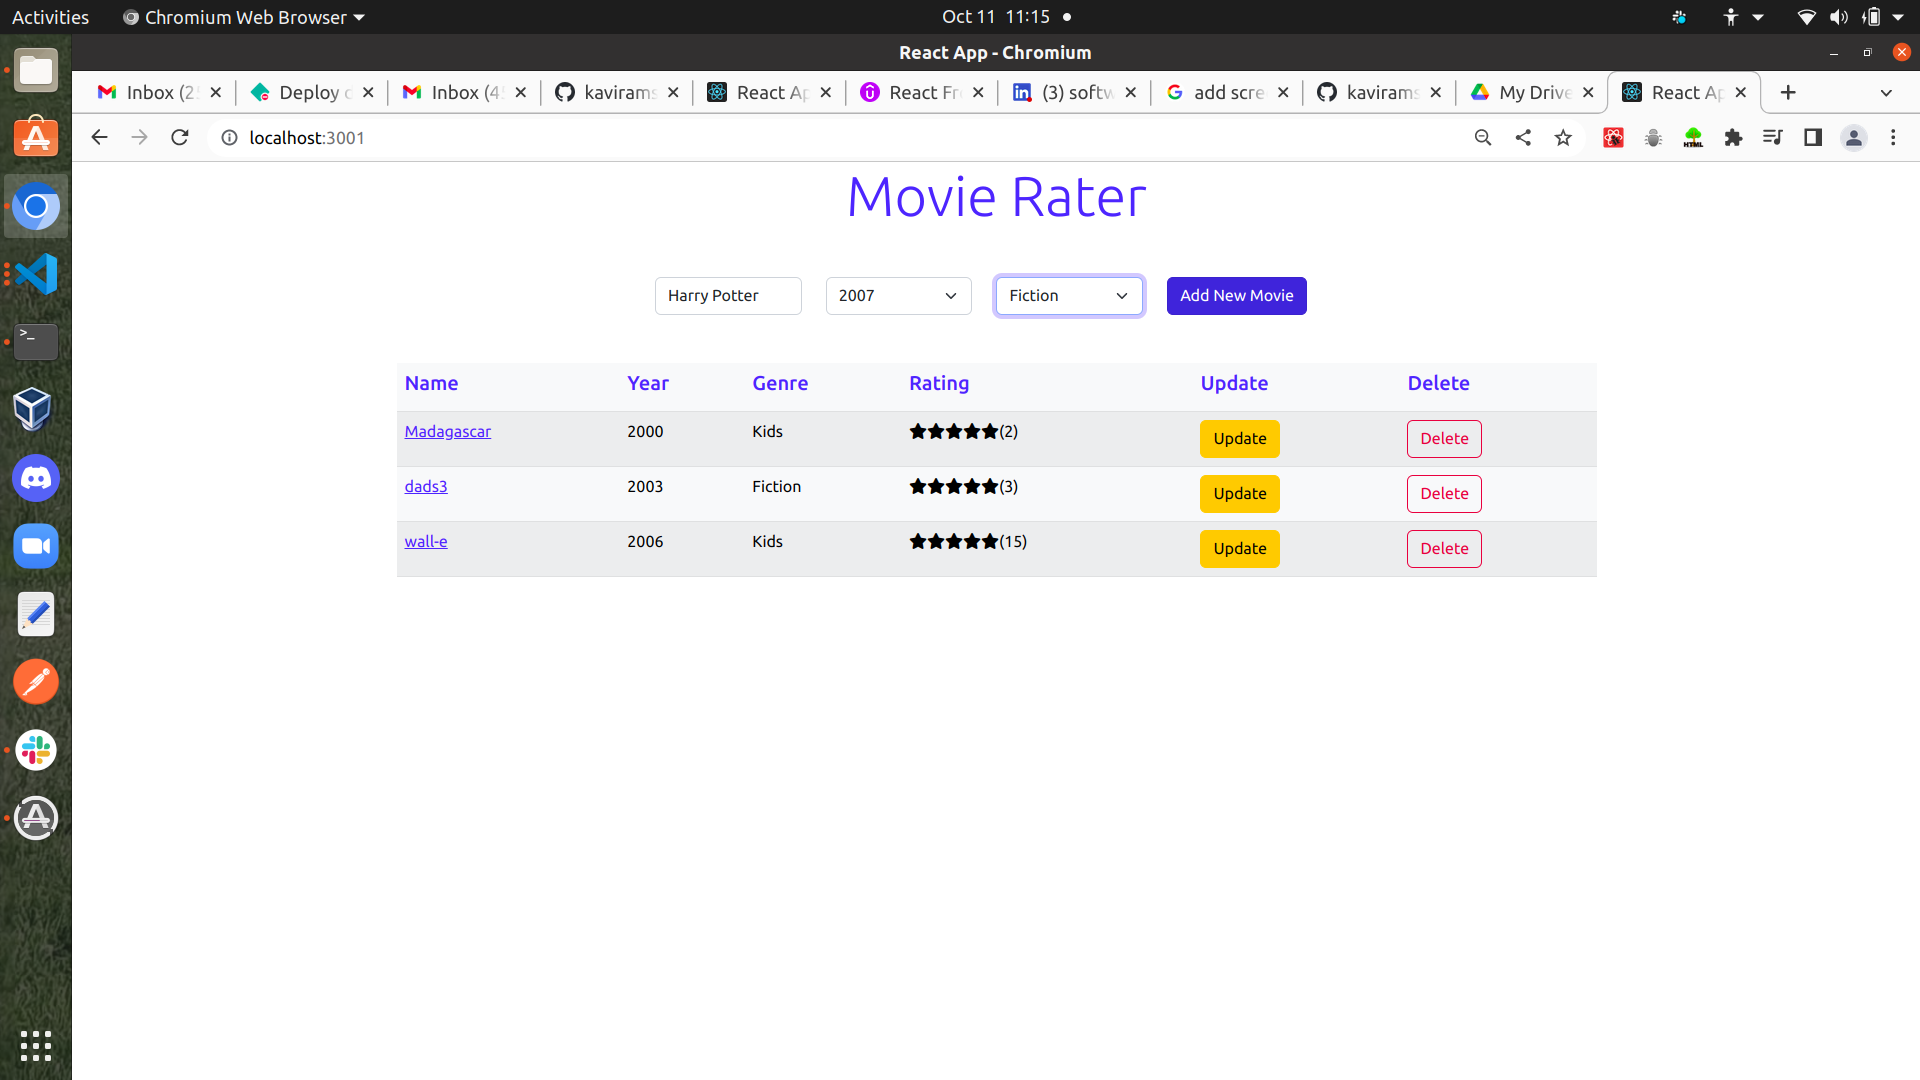 Activities Chromium Web Browser Oct 11 11:15
React App - Chromium
Inbox (25 Deploy Inbox (4 kavirams React Ap React Fr (3) softw add scre kavirams My Drive React Ap
localhost:3001
Movie Rater
Harry Potter 2007 Fiction Add New Movie
Name Year Genre Rating Update Delete
Madagascar 2000 Kids (2) Update Delete
dads3 2003 Fiction (3) Update Delete
wall-e 2006 Kids (15) Update Delete